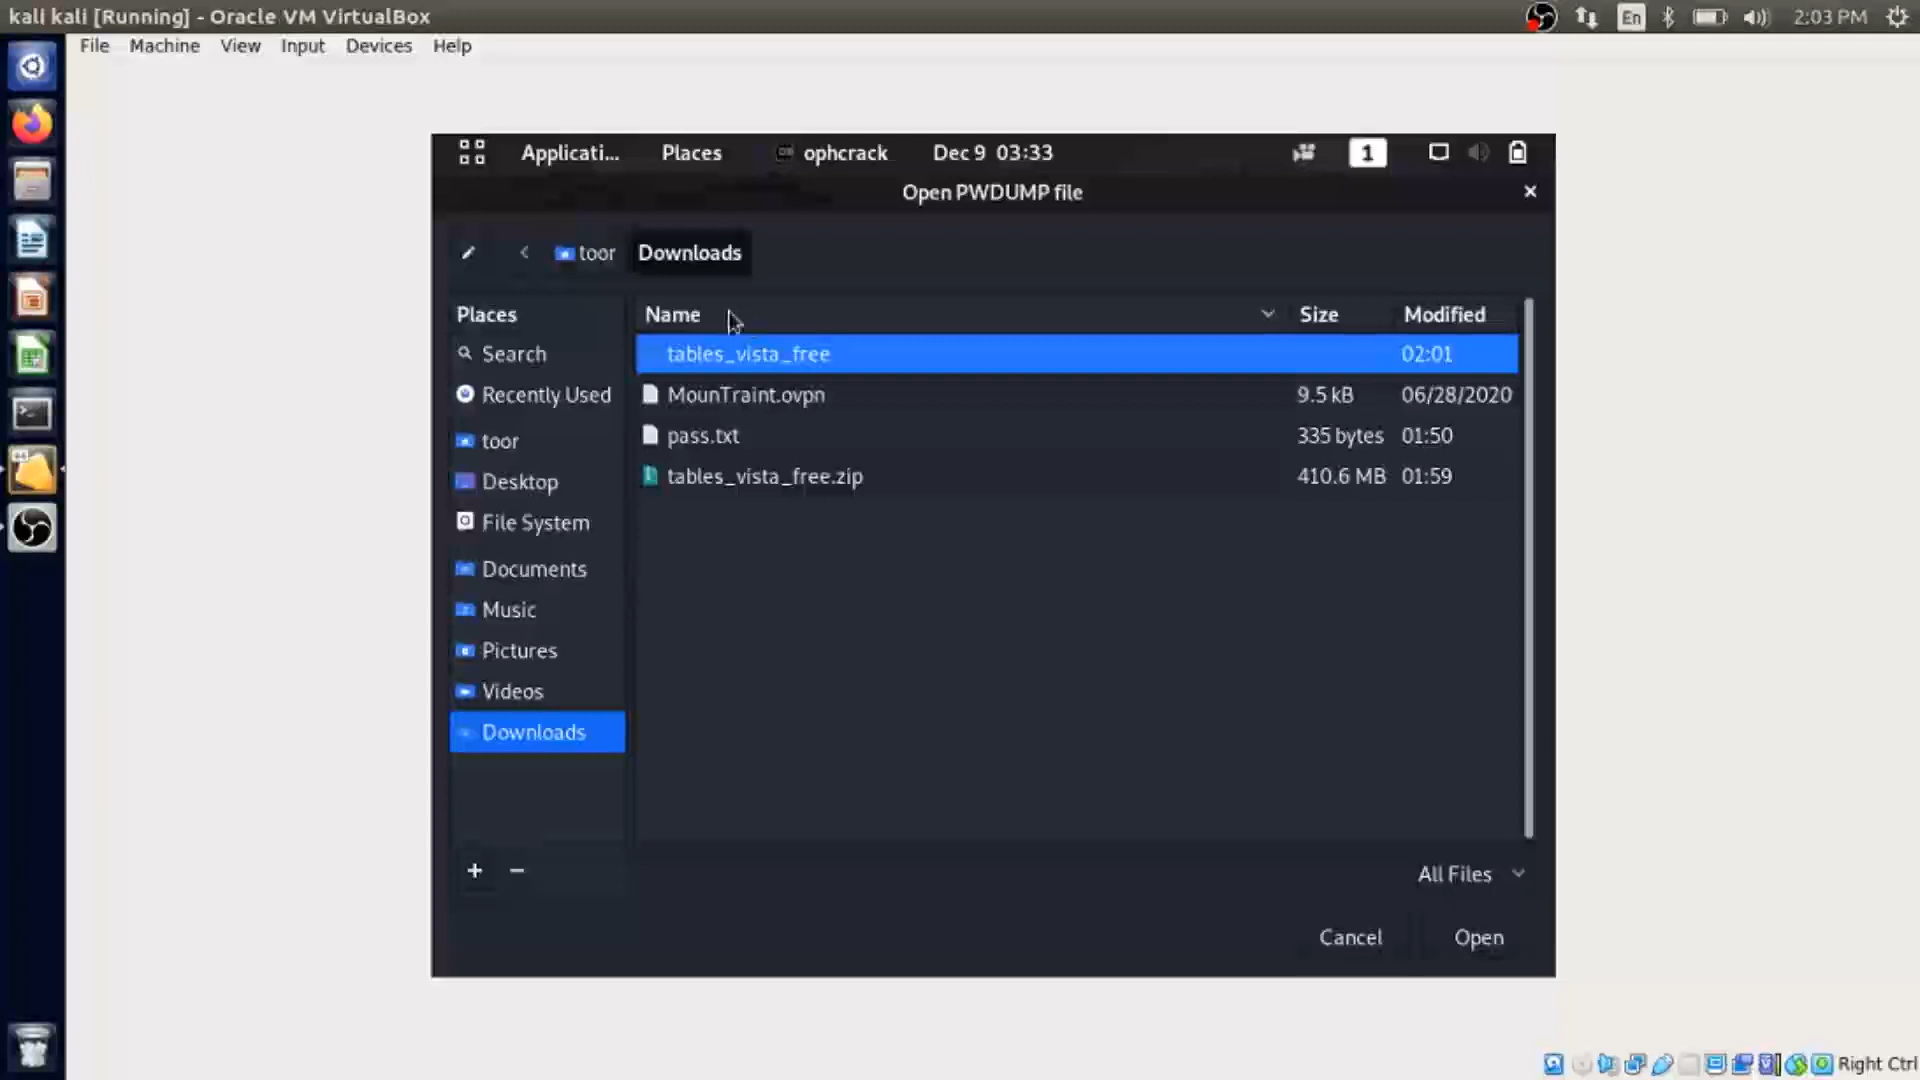 kali kali [Running] - Oracle VM VirtualBox
En
2:03 PM
File Machine View Input Devices Help
Applicati... Places ophcrack Dec 9 03:33 1
Open PWDUMP file
toor Downloads
Places Name Size Modified
Search tables_vista_free 02:01
Recently Used MounTraint.ovpn 9.5 kB 06/28/2020
toor pass.txt 335 bytes 01:50
Desktop tables_vista_free.zip 410.6 MB 01:59
File System
Documents
Music
Pictures
Videos
Downloads
All Files
Cancel Open
Right Ctrl